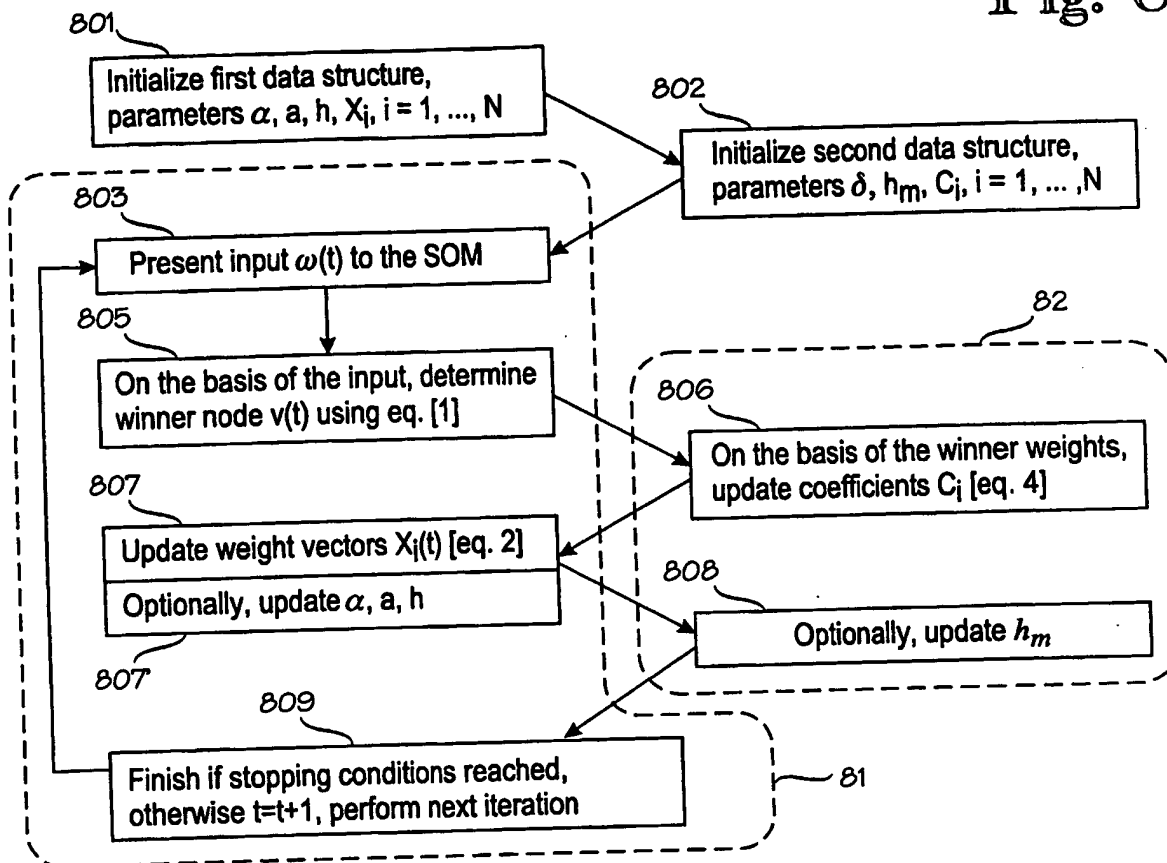 Fig.
801
Initialize first data structure,
parameters α, a, h, Xi, i = 1, ..., N
802
Initialize second data structure,
parameters δ, hm, Ci, i = 1, ... ,N
803
Present input ω(t) to the SOM
805
On the basis of the input, determine
winner node v(t) using eq. [1]
82
806
On the basis of the winner weights,
update coefficients Ci [eq. 4]
807
Update weight vectors Xi(t) [eq. 2]
Optionally, update α, a, h
807'
808
Optionally, update hm
809
Finish if stopping conditions reached,
otherwise t=t+1, perform next iteration
81